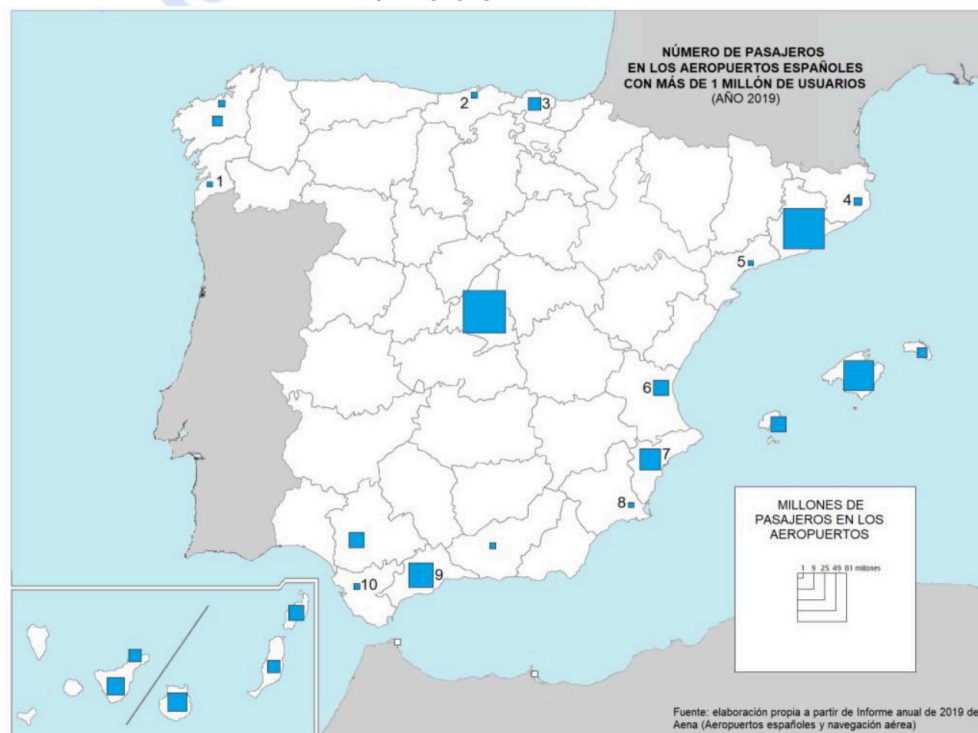 NÚMERO DE PASAJEROS
EN LOS AEROPUERTOS ESPAÑOLES
CON MÁS DE 1 MILLÓN DE USUARIOS
(AÑO 2019)
2
3
1
4
5
6
7
8
9
10
MILLONES DE
PASAJEROS EN LOS
AEROPUERTOS
1 9 25 49 81 millones
Fuente: elaboración propia a partir de Informe anual de 2019 de
Aena (Aeropuertos españoles y navegación aérea)